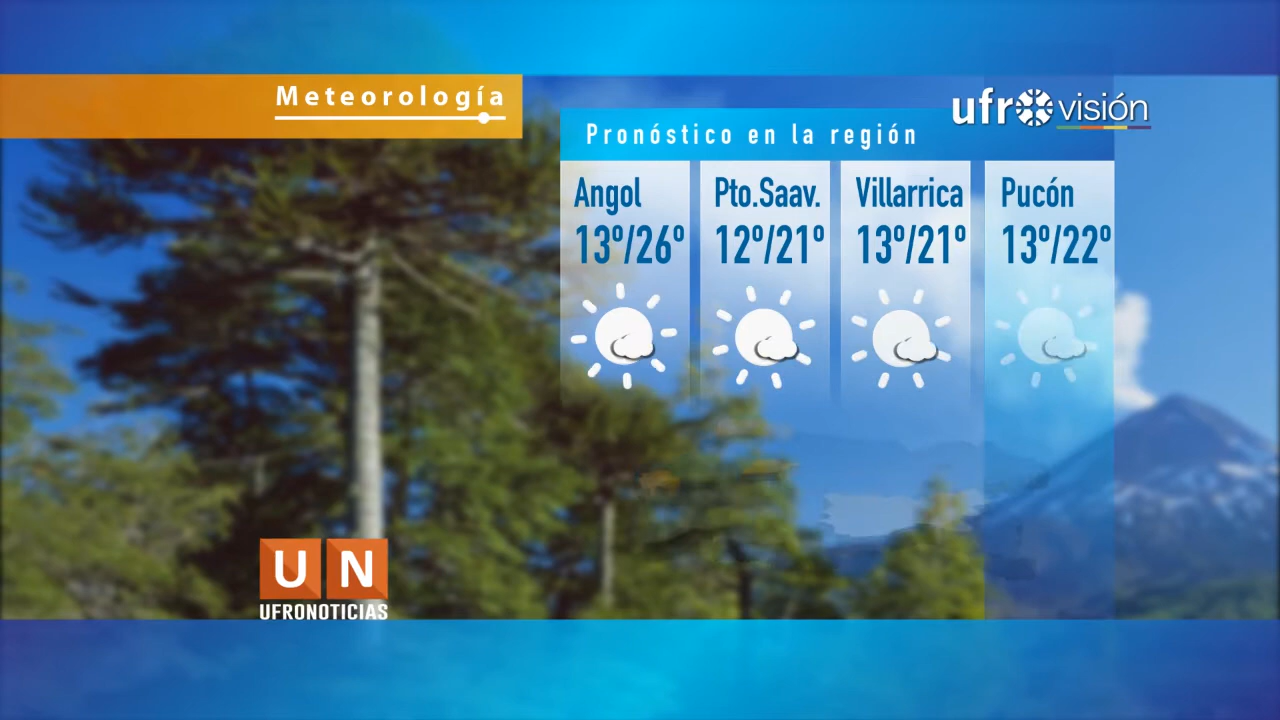 Meteorología
ufrovisión
Pronóstico en la región
Angol
13º/26º
Pto.Saav.
12º/21º
Villarrica
13º/21º
Pucón
13º/22º
UN
UFRONOTICIAS